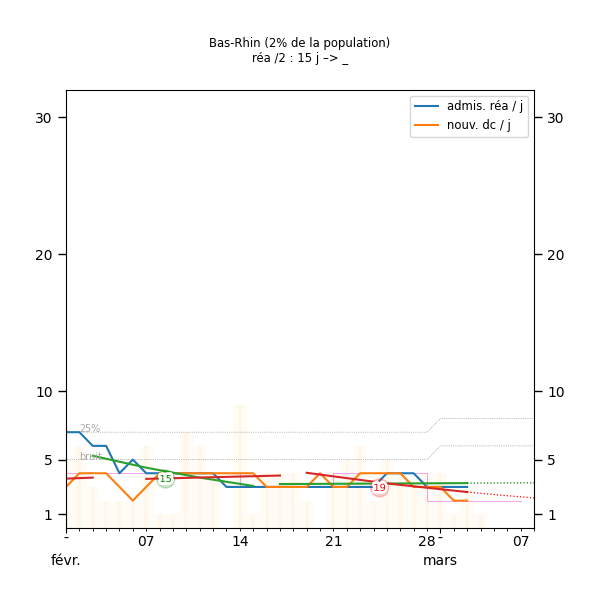 Bas-Rhin (2% de la population)
réa /2 : 15 j –> _
admis. réa / j
nouv. dc / j
30
30
20
20
10
10
25%
bruit
5
5
15
19
1
1
07
14
21
28
07
févr.
mars